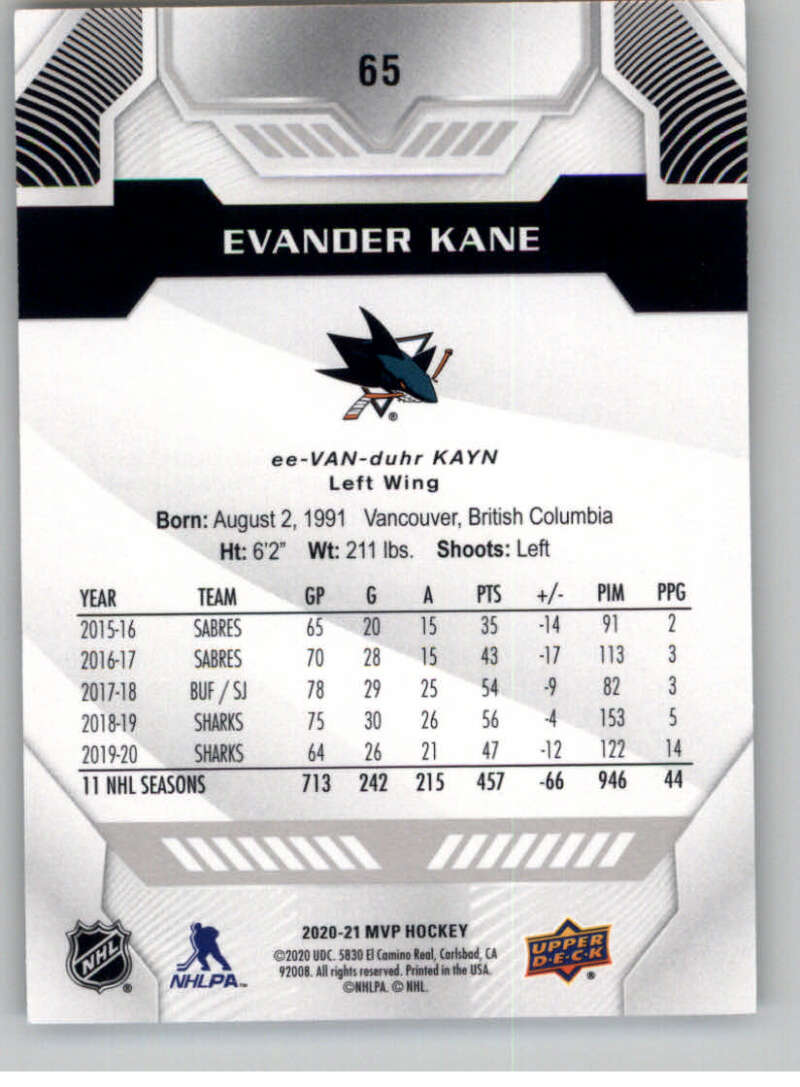 65
EVANDER KANE
®
ee-VAN-duhr KAYN
Left Wing
Born: August 2, 1991 Vancouver, British Columbia
Ht: 6'2" Wt: 211 lbs. Shoots: Left
YEAR TEAM GP G A PTS +/- PIM PPG
2015-16 SABRES 65 20 15 35 -14 91 2
2016-17 SABRES 70 28 15 43 -17 113 3
2017-18 BUF / SJ 78 29 25 54 -9 82 3
2018-19 SHARKS 75 30 26 56 -4 153 5
2019-20 SHARKS 64 26 21 47 -12 122 14
11 NHL SEASONS 713 242 215 457 -66 946 44
NHL ®
NHLPA™
2020-21 MVP HOCKEY
©2020 UDC. 5830 El Camino Real, Carlsbad, CA
92008. All rights reserved. Printed in the USA.
©NHLPA. © NHL.
UPPER
D·E·C·K ®